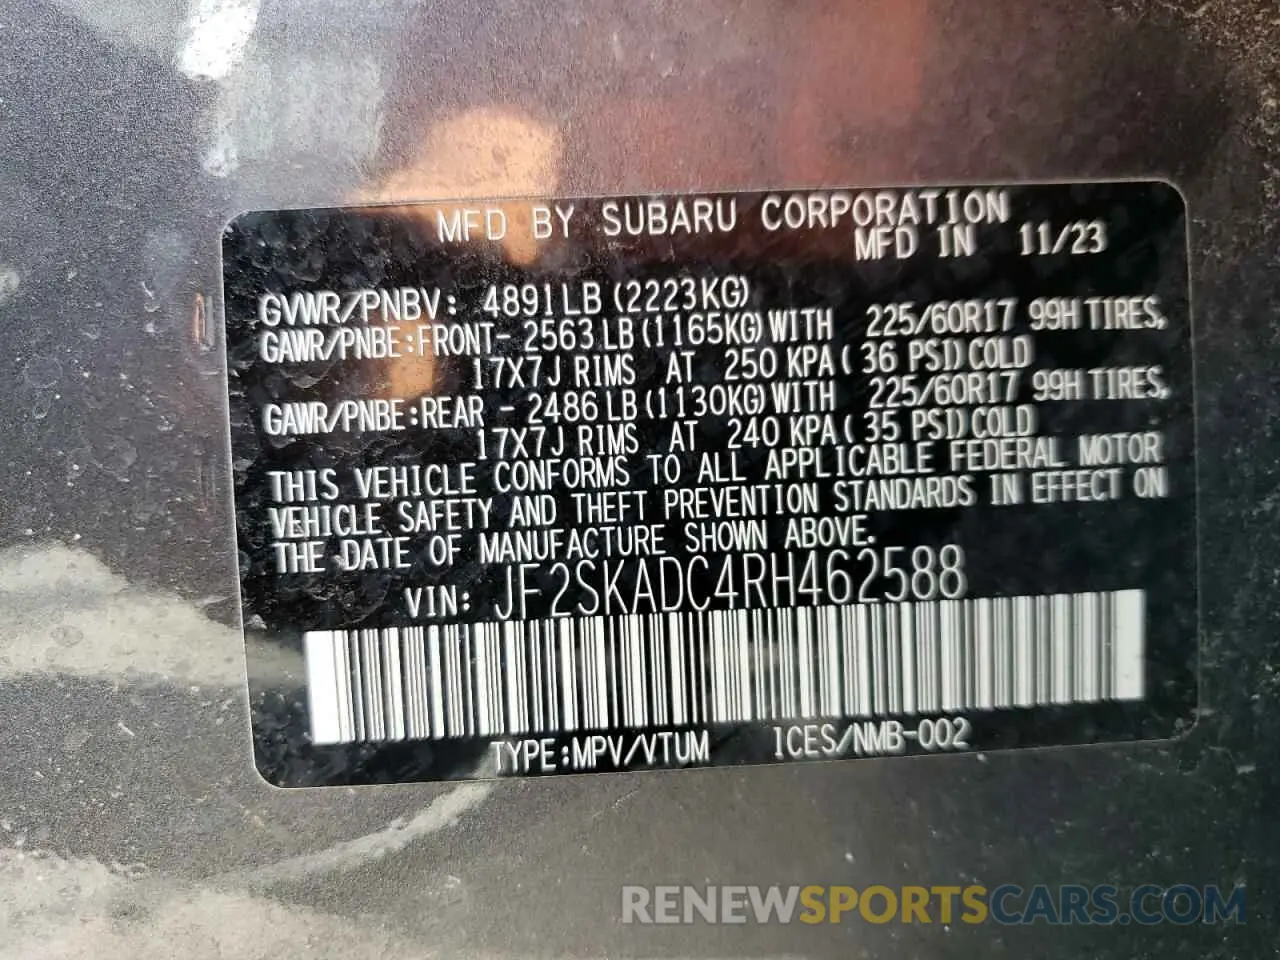 MFD BY SUBARU CORPORATION
MFD IN 11/23
GVWR/PNBV: 4891LB (2223KG)
GAWR/PNBE:FRONT- 2563 LB (1165KG) WITH 225/60R17 99H TIRES,
17X7J RIMS AT 250 KPA ( 36 PSI) COLD
GAWR/PNBE:REAR - 2486 LB (1130KG) WITH 225/60R17 99H TIRES,
17X7J RIMS AT 240 KPA ( 35 PSI) COLD
THIS VEHICLE CONFORMS TO ALL APPLICABLE FEDERAL MOTOR
VEHICLE SAFETY AND THEFT PREVENTION STANDARDS IN EFFECT ON
THE DATE OF MANUFACTURE SHOWN ABOVE.
VIN: JF2SKADC4RH462588
TYPE:MPV/VTUM ICES/NMB-002
RENEWSPORTSCARS.COM